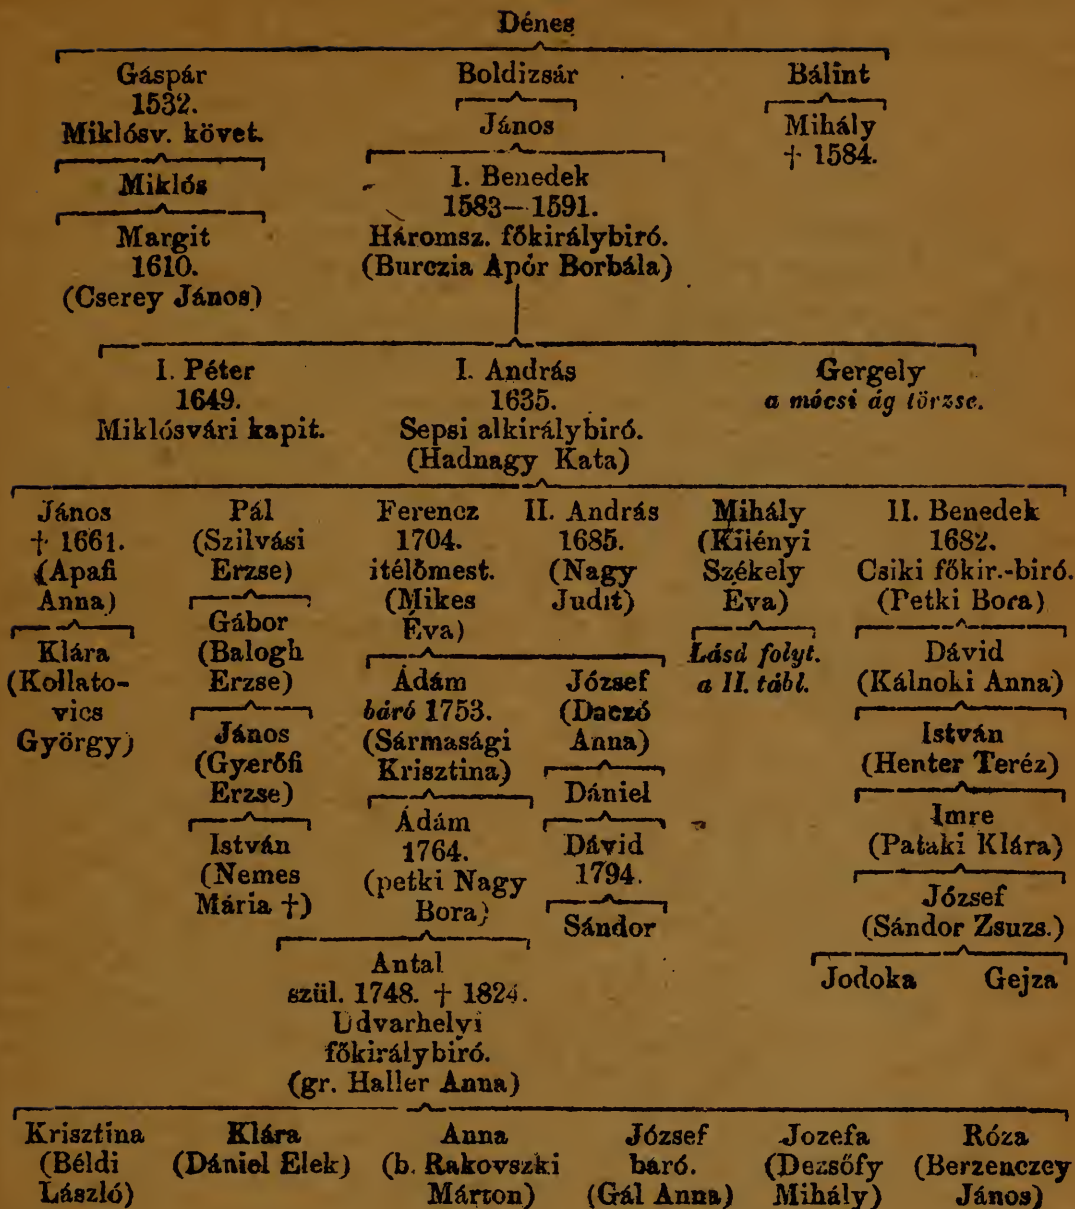 Dénes
Gáspár Boldizsár Bálint
1532. János Mihály
Miklósv. követ. † 1584.
Miklós I. Benedek
1583—1591.
Margit Háromsz. főkirálybiró.
1610. (Burczia Apór Borbála)
(Cserey János)
I. Péter I. András Gergely
1649. 1635. a mócsi ág törzse.
Miklósvári kapit. Sepsi alkirálybiró.
(Hadnagy Kata)
János Pál Ferencz II. András Mihály II. Benedek
† 1661. (Szilvási 1704. 1685. (Kilényi 1682.
(Apafi Erzse) itélőmest. (Nagy Székely Csiki főkir.-biró.
Anna) (Mikes Judit) Éva) (Petki Bora)
Gábor Éva)
Klára (Balogh Lásd folyt. Dávid
(Kollato- Erzse) Ádám József a II. tábl. (Kálnoki Anna)
vics báró 1753. (Daczó
György) János (Sármasági Anna) István
(Gyerőfi Krisztina) (Henter Teréz)
Erzse) Dániel
Ádám Imre
István 1764. Dávid (Pataki Klára)
(Nemes (petki Nagy 1794.
Mária †) Bora) József
Sándor (Sándor Zsuzs.)
Antal Jodoka Gejza
szül. 1748. † 1824.
Udvarhelyi
főkirálybiró.
(gr. Haller Anna)
Krisztina Klára Anna József Jozefa Róza
(Béldi (Dániel Elek) (b. Rakovszki báró. (Dezsőfy (Berzenczey
László) Márton) (Gál Anna) Mihály) János)